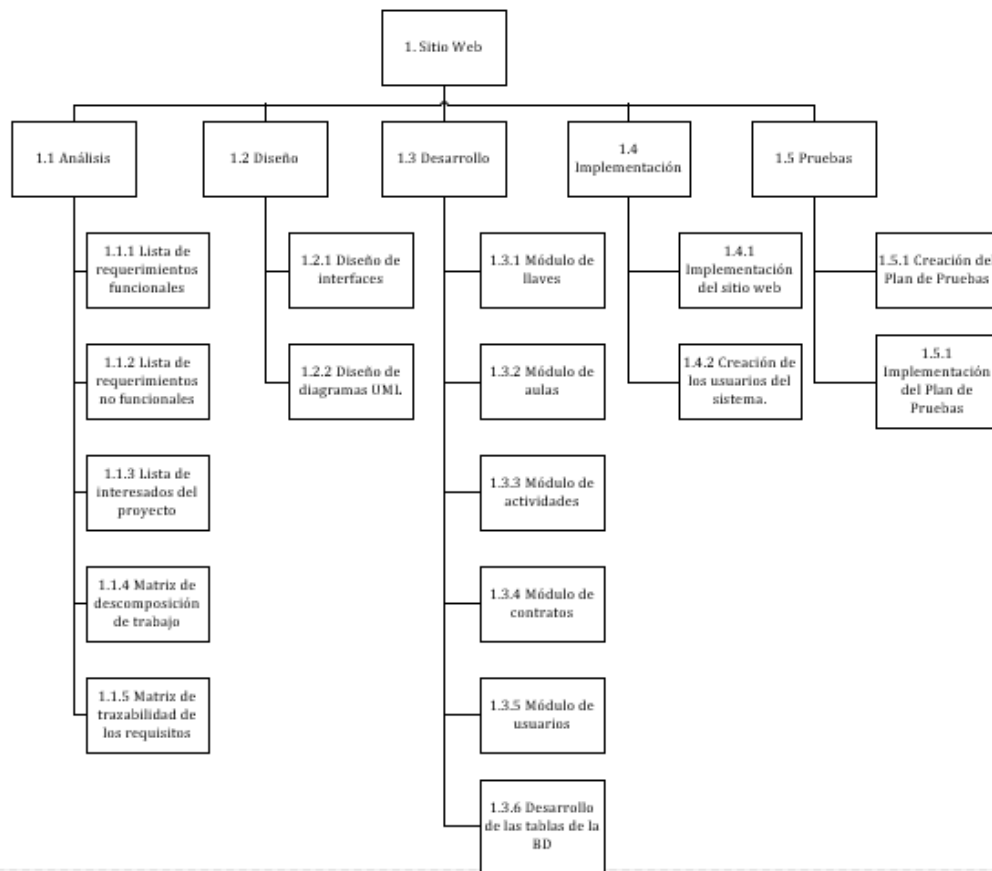 1. Sitio Web
1.1 Análisis
1.2 Diseño
1.3 Desarrollo
1.4
Implementación
1.5 Pruebas
1.1.1 Lista de
requerimientos
funcionales
1.2.1 Diseño de
interfaces
1.3.1 Módulo de
llaves
1.4.1
Implementación
del sitio web
1.5.1 Creación del
Plan de Pruebas
1.1.2 Lista de
requerimientos
no funcionales
1.2.2 Diseño de
diagramas UML
1.3.2 Módulo de
aulas
1.4.2 Creación de
los usuarios del
sistema.
1.5.1
Implementación
del Plan de
Pruebas
1.1.3 Lista de
interesados del
proyecto
1.3.3 Módulo de
actividades
1.1.4 Matriz de
descomposición
de trabajo
1.3.4 Módulo de
contratos
1.1.5 Matriz de
trazabilidad de
los requisitos
1.3.5 Módulo de
usuarios
1.3.6 Desarrollo
de las tablas de la
BD